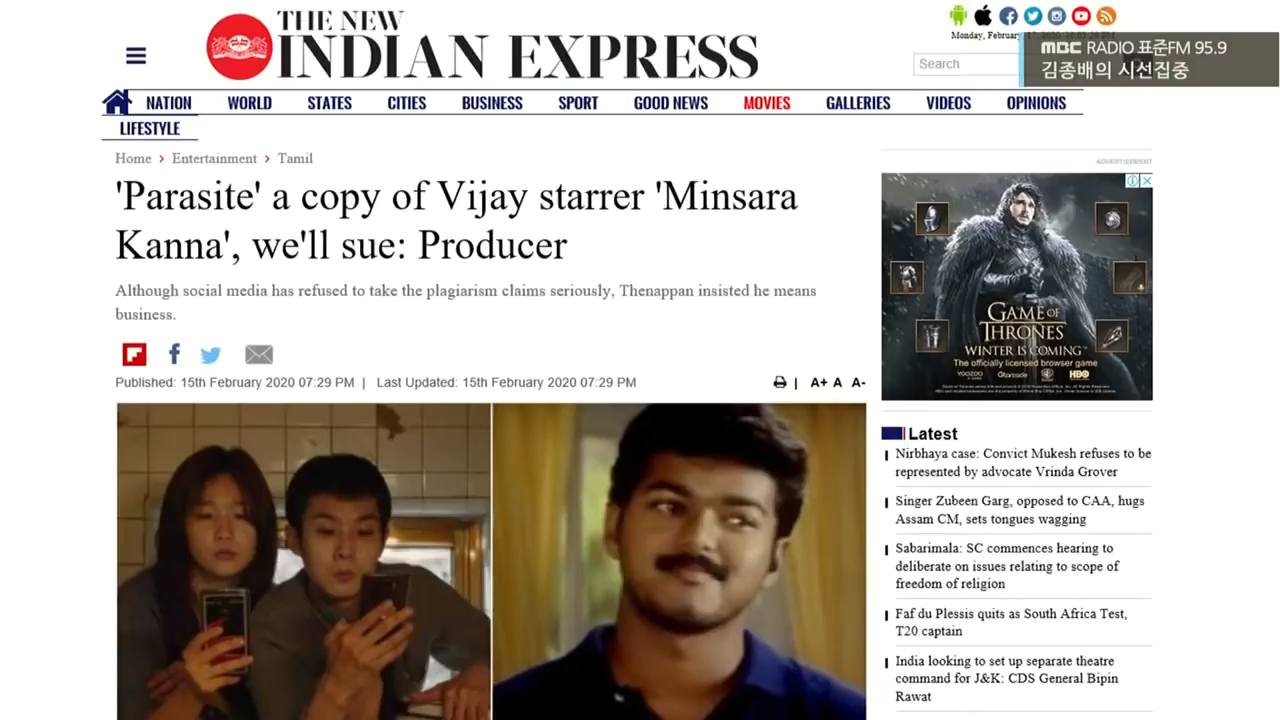 THE NEW
INDIAN EXPRESS
Monday, February
Search
MBC RADIO 표준FM 95.9
김종배의 시선집중
NATION WORLD STATES CITIES BUSINESS SPORT GOOD NEWS MOVIES GALLERIES VIDEOS OPINIONS
LIFESTYLE
Home > Entertainment > Tamil
'Parasite' a copy of Vijay starrer 'Minsara
Kanna', we'll sue: Producer
Although social media has refused to take the plagiarism claims seriously, Thenappan insisted he means
business.
Published: 15th February 2020 07:29 PM | Last Updated: 15th February 2020 07:29 PM
| A+ A A-
ADVERTISEMENT
GAME OF
THRONES
WINTER IS COMING™
The officially licensed browser game
YOOZOO GAMES Gtarcade WB HBO
Latest
Nirbhaya case: Convict Mukesh refuses to be
represented by advocate Vrinda Grover
Singer Zubeen Garg, opposed to CAA, hugs
Assam CM, sets tongues wagging
Sabarimala: SC commences hearing to
deliberate on issues relating to scope of
freedom of religion
Faf du Plessis quits as South Africa Test,
T20 captain
India looking to set up separate theatre
command for J&K: CDS General Bipin
Rawat